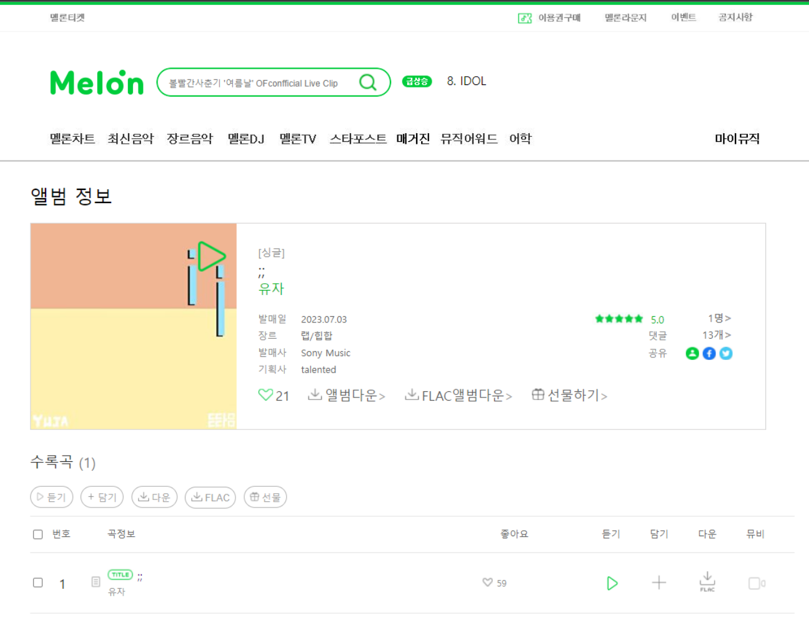 멜론티켓
이용권구매 멜론라운지 이벤트 공지사항
Melon 볼빨간사춘기 '여름날' OFconfficial Live Clip 급상승 8. IDOL
멜론차트 최신음악 장르음악 멜론DJ 멜론TV 스타포스트 매거진 뮤직어워드 어학 마이뮤직
앨범 정보
YUJA
[싱글]
;;
유자
발매일 2023.07.03
장르 랩/힙합
발매사 Sony Music
기획사 talented
5.0 1명>
댓글 13개>
공유
21 앨범다운> FLAC앨범다운> 선물하기>
수록곡 (1)
듣기 담기 다운 FLAC 선물
번호 곡정보 좋아요 듣기 담기 다운 뮤비
1 TITLE ;; 59 FLAC
유자